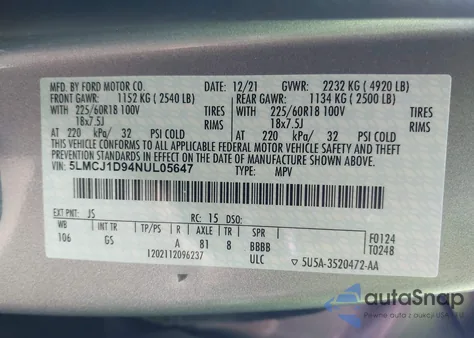 MFD. BY FORD MOTOR CO. DATE: 12/21 GVWR: 2232 KG ( 4920 LB)
FRONT GAWR: 1152 KG ( 2540 LB) REAR GAWR: 1134 KG ( 2500 LB)
WITH 225/60R18 100V WITH 225/60R18 100V
TIRES 18x7.5J TIRES 18x7.5J
RIMS RIMS
AT 220 kPa/ 32 PSI COLD AT 220 kPa/ 32 PSI COLD
THIS VEHICLE CONFORMS TO ALL APPLICABLE FEDERAL MOTOR VEHICLE SAFETY AND THEFT PREVENTION
STANDARDS IN EFFECT ON THE DATE OF MANUFACTURE SHOWN ABOVE.
VIN: 5LMCJ1D94NUL05647 TYPE: MPV
EXT PNT: JS RC: 15 DSO:
WB INT TR TP/PS R AXLE TR SPR
106 GS A 81 8 BBBB
F0124
T0248
1202112096237 ULC 5U5A-3520472-AA
autoSnap